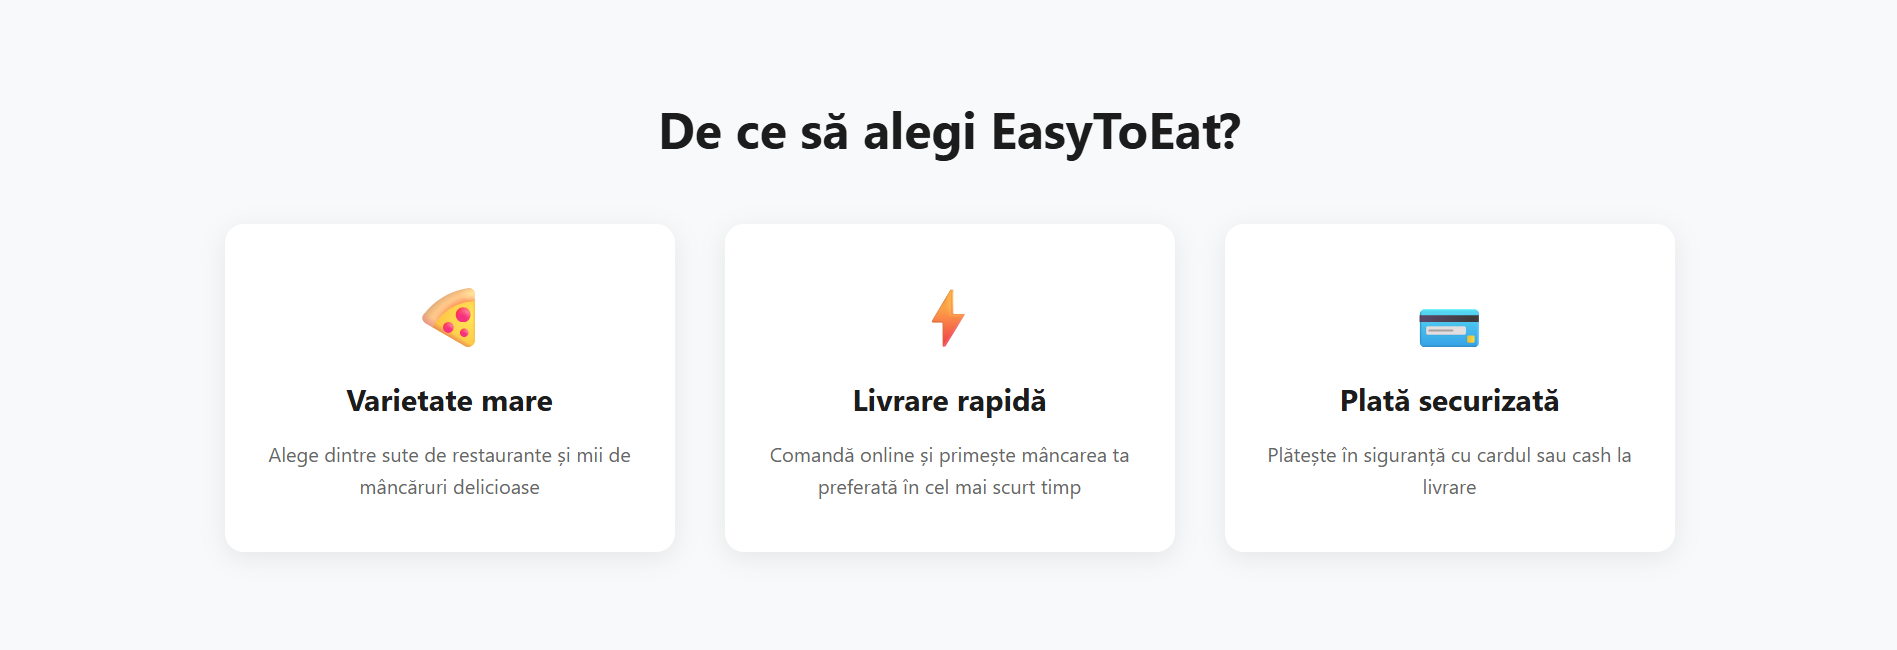 De ce să alegi EasyToEat?
Varietate mare
Alege dintre sute de restaurante și mii de
mâncăruri delicioase
Livrare rapidă
Comandă online și primește mâncarea ta
preferată în cel mai scurt timp
Plată securizată
Plătește în siguranță cu cardul sau cash la
livrare